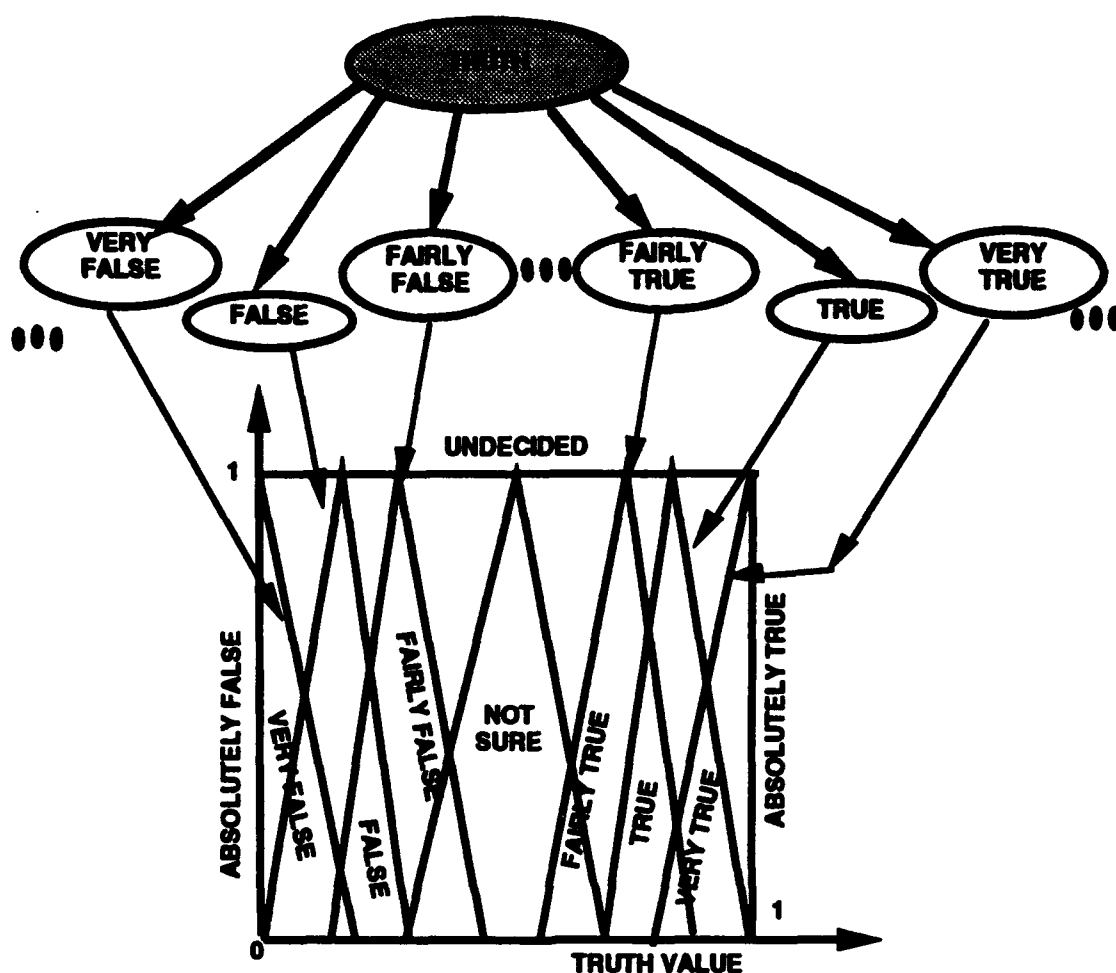 TRUTH
VERY
FALSE
FALSE
FAIRLY
FALSE
FAIRLY
TRUE
TRUE
VERY
TRUE
UNDECIDED
1
ABSOLUTELY FALSE
VERY FALSE
FALSE
FAIRLY FALSE
NOT
SURE
FAIRLY TRUE
TRUE
VERY TRUE
ABSOLUTELY TRUE
1
0
TRUTH VALUE